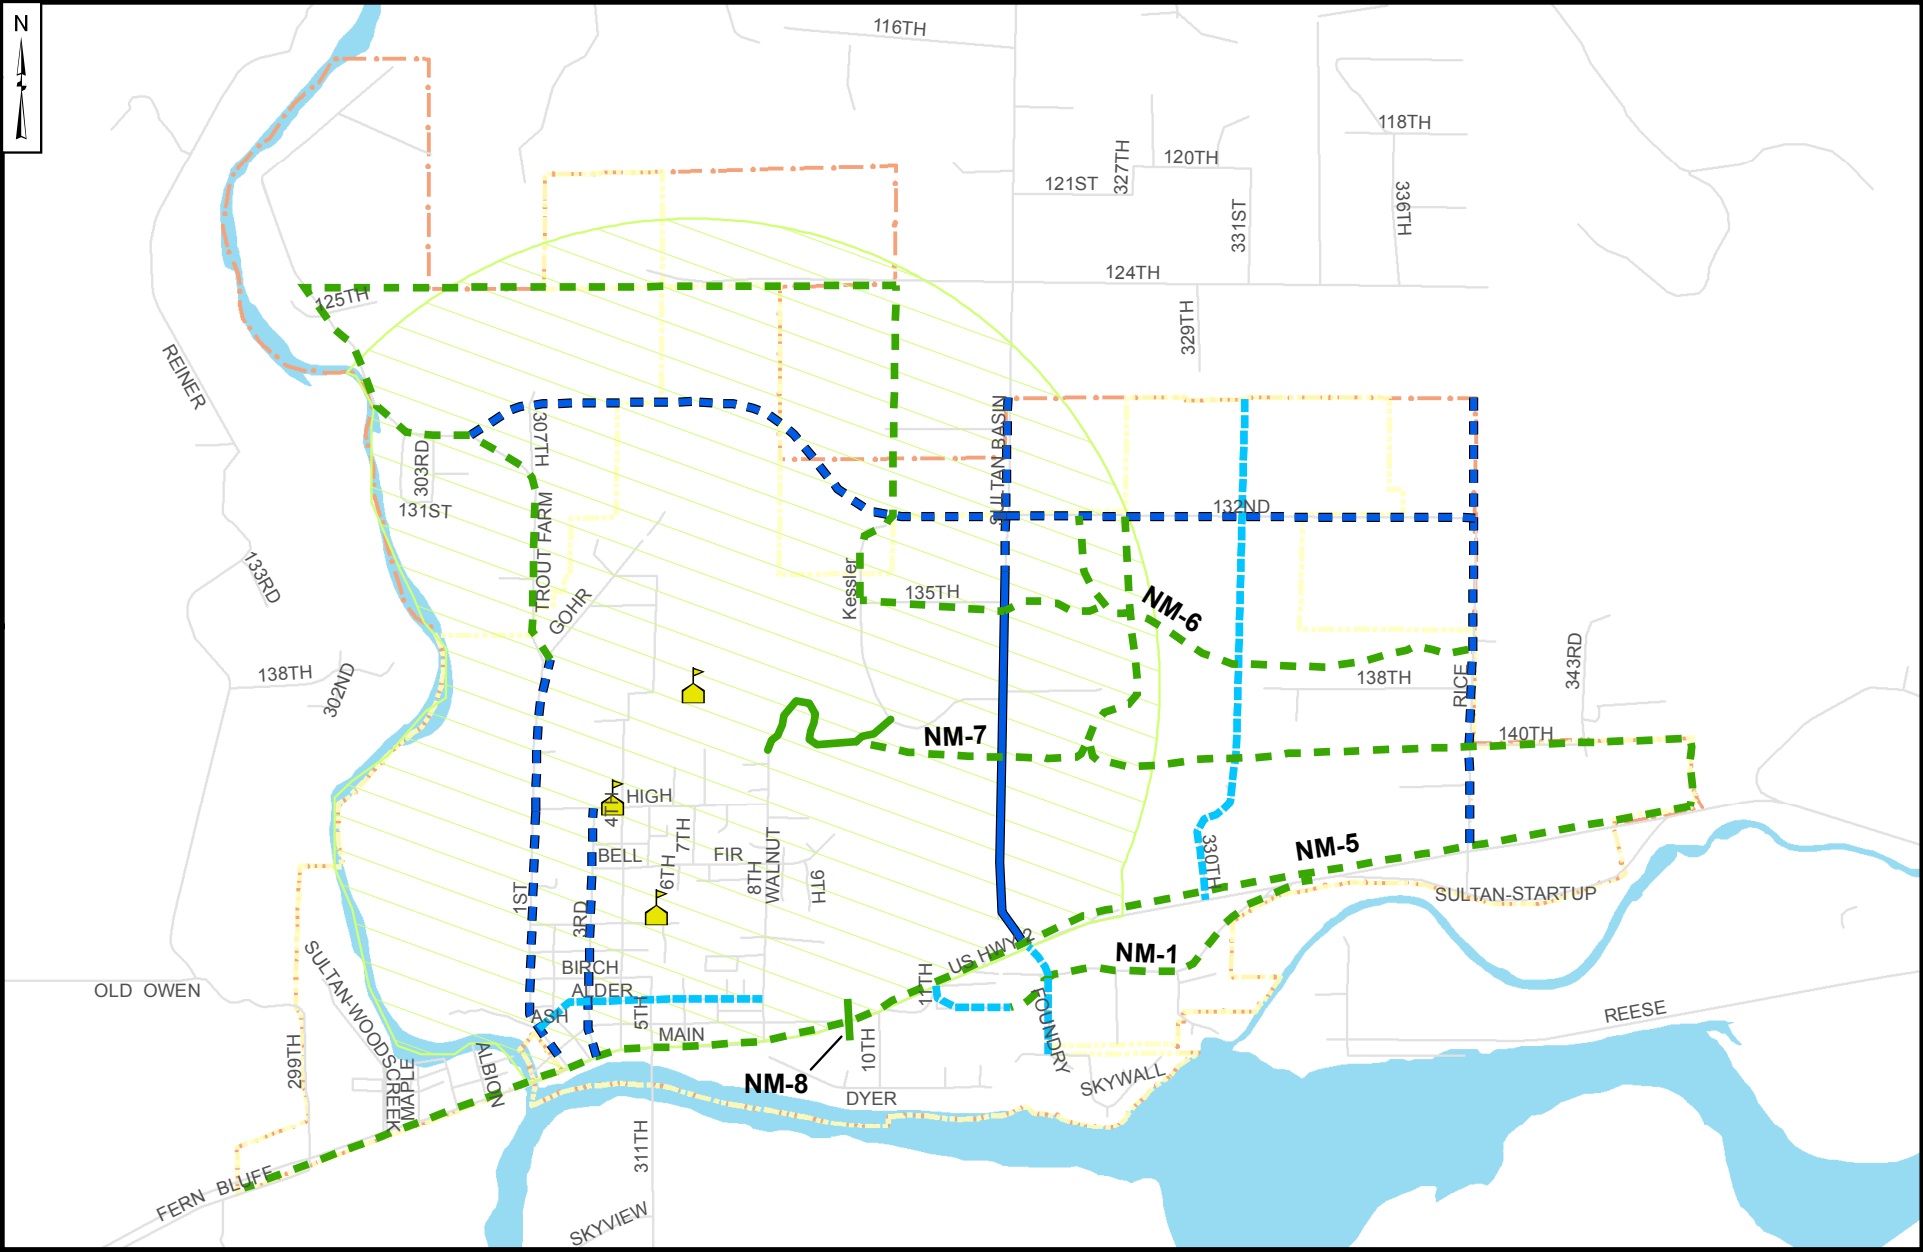 N
116TH
118TH
327TH
120TH
121ST
336TH
331ST
124TH
125TH
329TH
REINER
SULTAN BASIN
307TH
303RD
131ST
132ND
TROUT FARM
133RD
GOHR
Kessler
135TH
NM-6
138TH
302ND
138TH
RICE
343RD
NM-7
140TH
4TH
HIGH
7TH
BELL
FIR
6TH
8TH
WALNUT
9TH
330TH
NM-5
SULTAN-STARTUP
1ST
3RD
US HWY 2
NM-1
SULTAN-WOODS CREEK
BIRCH
ALDER
11TH
FOUNDRY
OLD OWEN
ASH
5TH
MAIN
10TH
REESE
299TH
MAPLE
ALBION
NM-8
DYER
SKYWALL
311TH
FERN BLUFF
SKYVIEW